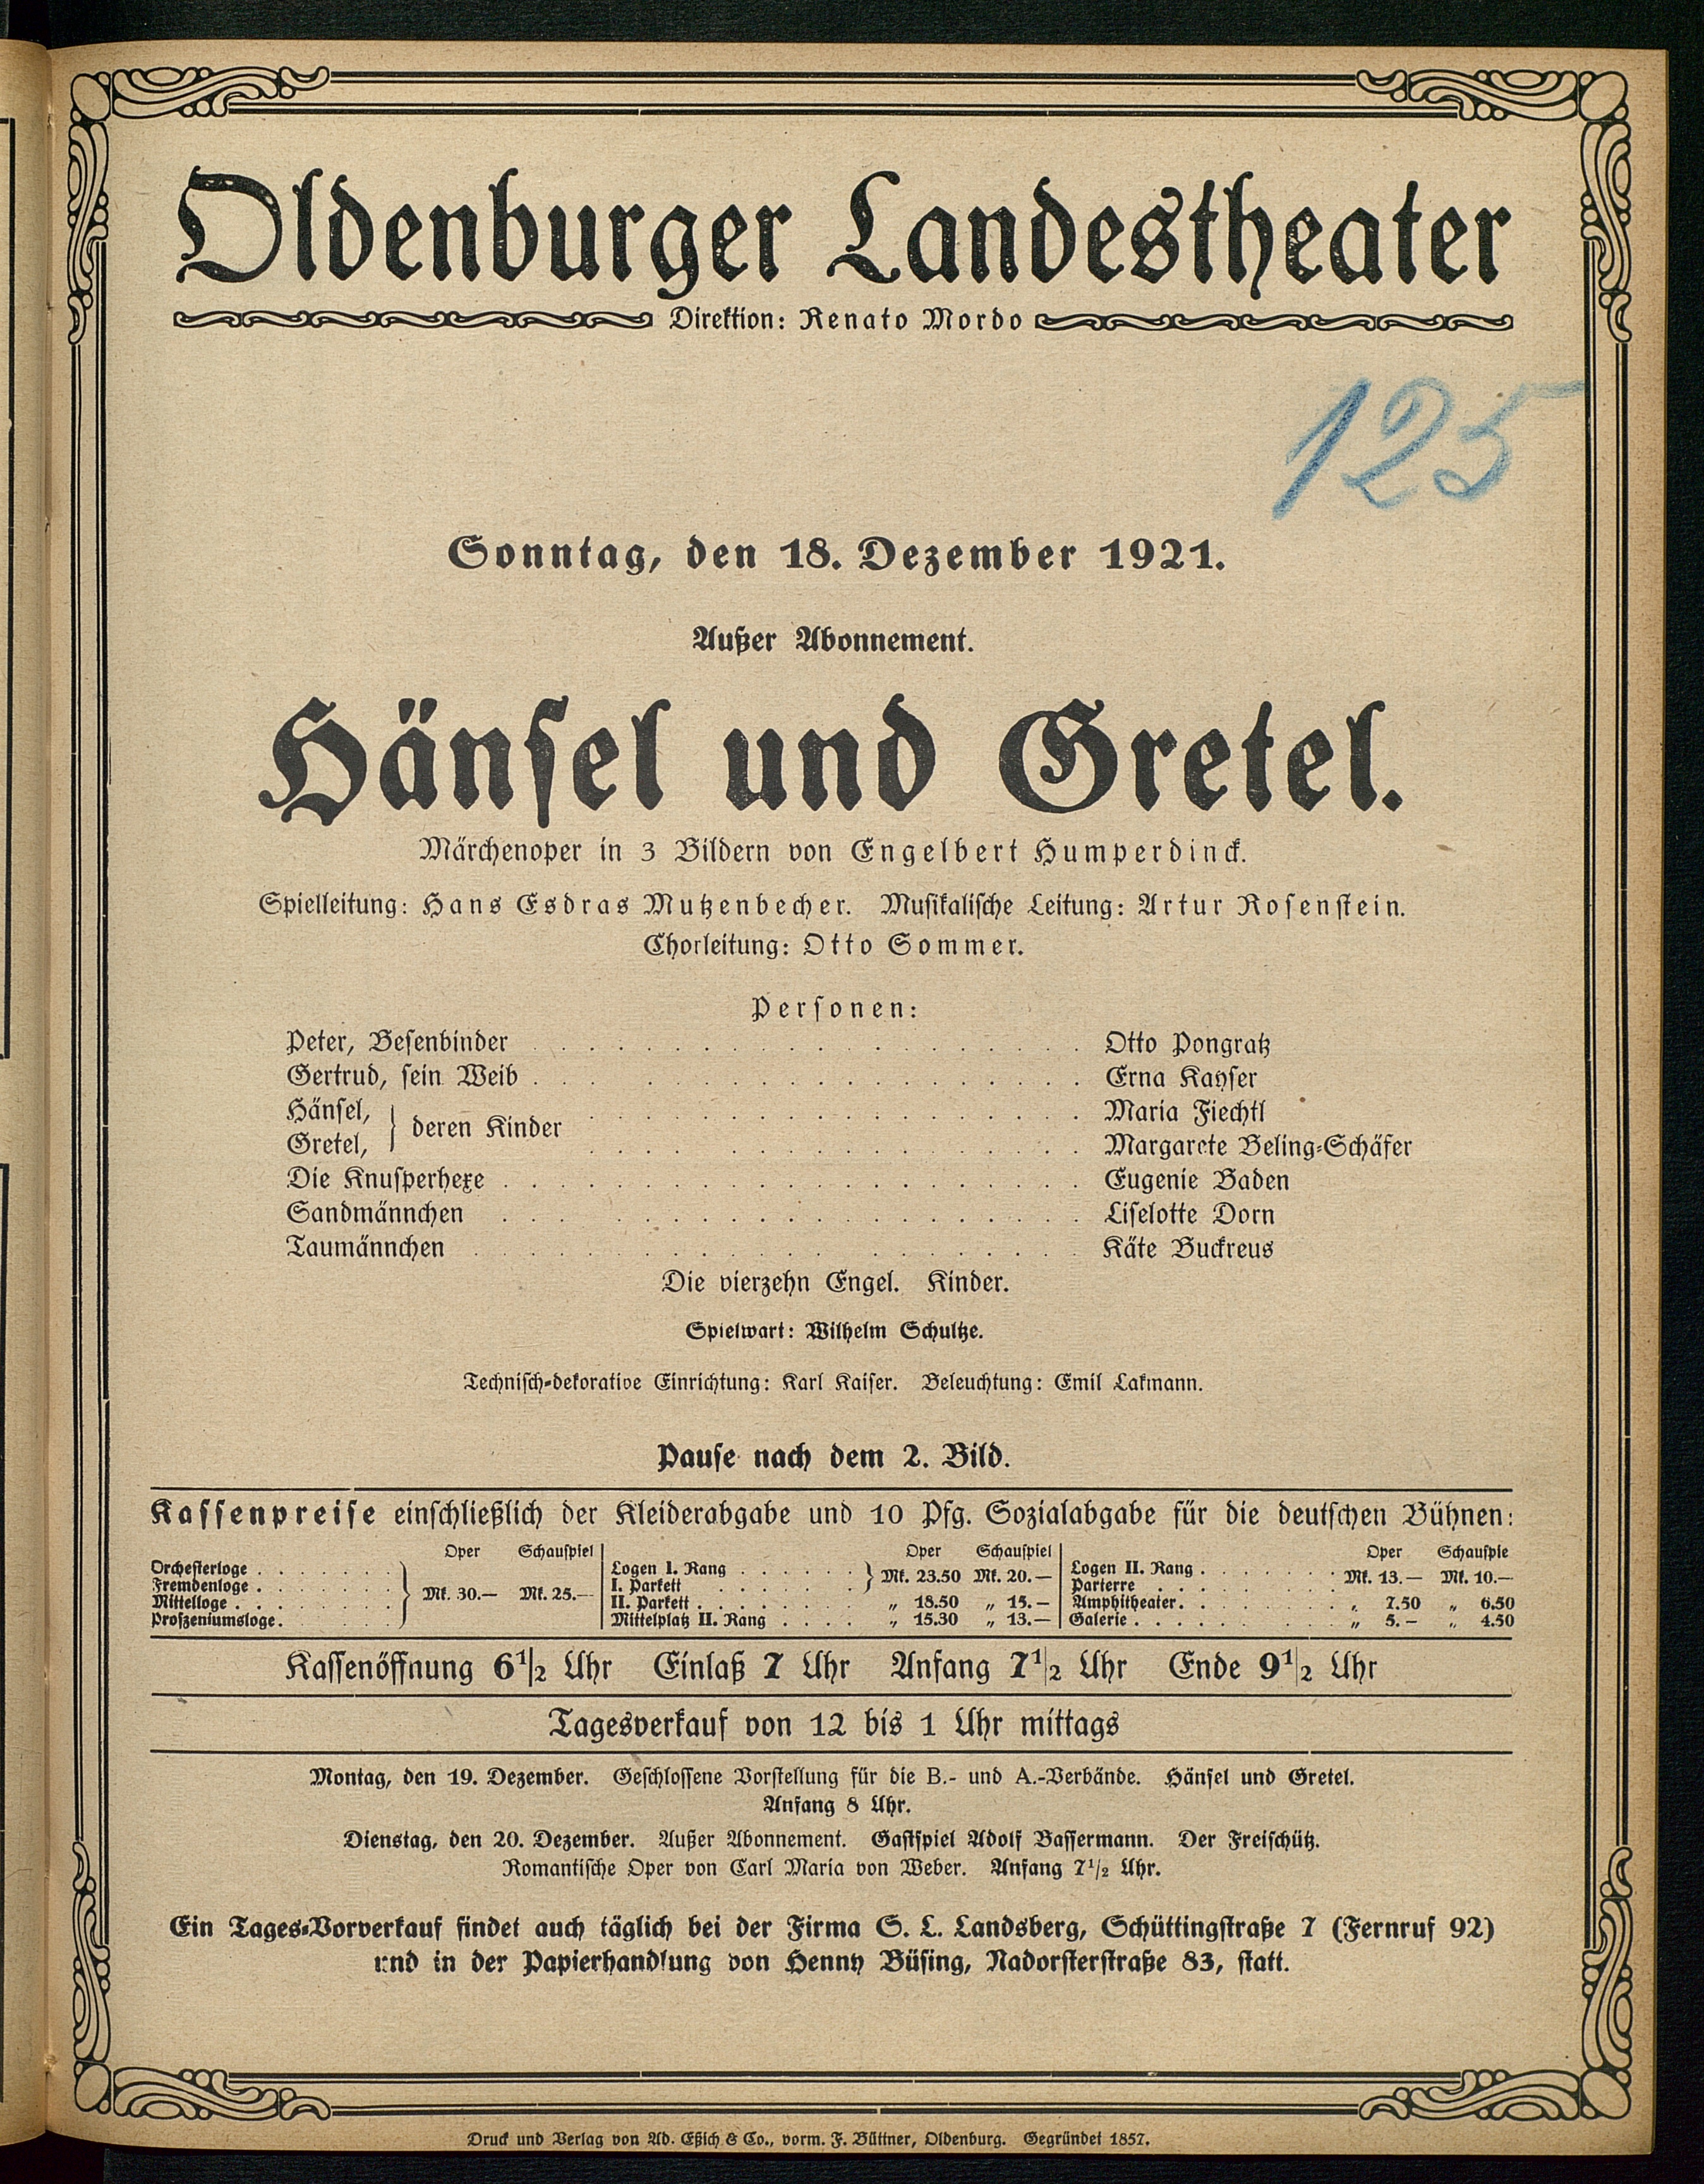 Oldenburger Landestheater
Direktion: Renato Mordo
125
Sonntag, den 18. Dezember 1921.
Außer Abonnement.
Hänsel und Gretel.
Märchenoper in 3 Bildern von Engelbert Humperdinck.
Spielleitung: Hans Esdras Mutzenbecher. Musikalische Leitung: Artur Rosenstein.
Chorleitung: Otto Sommer.
Personen:
Peter, Besenbinder . . . . . . . . . . Otto Pongratz
Gertrud, sein Weib . . . . . . . . . . Erna Kayser
Hänsel, } deren Kinder . . . . . . . . . . Maria Fiechtl
Gretel, } . . . . . . . . . . Margarete Beling-Schäfer
Die Knusperhexe . . . . . . . . . . Eugenie Baden
Sandmännchen . . . . . . . . . . Liselotte Dorn
Taumännchen . . . . . . . . . . Käte Buckreus
Die vierzehn Engel. Kinder.
Spielwart: Wilhelm Schultze.
Technisch-dekorative Einrichtung: Karl Kaiser. Beleuchtung: Emil Lakmann.
Pause nach dem 2. Bild.
Kassenpreise einschließlich der Kleiderabgabe und 10 Pfg. Sozialabgabe für die deutschen Bühnen:
Oper Schauspiel
Orchesterloge . . . . . . .
Fremdenloge . . . . . . .
Mittelloge . . . . . . .
Proszeniumsloge . . . . .
} Mk. 30.— Mk. 25.—
Oper Schauspiel
Logen I. Rang . . . . . .
I. Parkett . . . . . .
} Mk. 23.50 Mk. 20.—
II. Parkett . . . . . . . . „ 18.50 „ 15.—
Mittelplatz II. Rang . . . . „ 15.30 „ 13.—
Oper Schauspie
Logen II. Rang . . . . . . . Mk. 13.— Mk. 10.—
Parterre . . . . . . .
Amphitheater . . . . . . . „ 7.50 „ 6.50
Galerie . . . . . . . . „ 5.— „ 4.50
Kassenöffnung 6½ Uhr Einlaß 7 Uhr Anfang 7½ Uhr Ende 9½ Uhr
Tagesverkauf von 12 bis 1 Uhr mittags
Montag, den 19. Dezember. Geschlossene Vorstellung für die B.- und A.-Verbände. Hänsel und Gretel.
Anfang 8 Uhr.
Dienstag, den 20. Dezember. Außer Abonnement. Gastspiel Adolf Bassermann. Der Freischütz.
Romantische Oper von Carl Maria von Weber. Anfang 7½ Uhr.
Ein Tages-Vorverkauf findet auch täglich bei der Firma S. L. Landsberg, Schüttingstraße 7 (Fernruf 92)
und in der Papierhandlung von Henny Büsing, Nadorsterstraße 83, statt.
Druck und Verlag von Ad. Eßich & Co., vorm. F. Büttner, Oldenburg. Gegründet 1857.